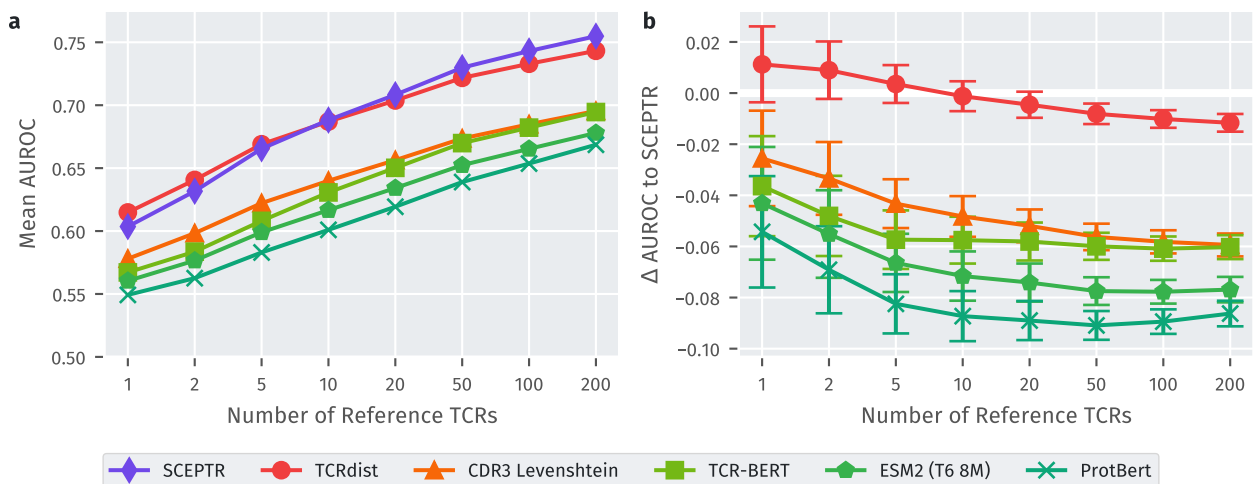 a
Mean AUROC
0.75
0.70
0.65
0.60
0.55
0.50
1 2 5 10 20 50 100 200
Number of Reference TCRs
b
Δ AUROC to SCEPTR
0.02
0.00
−0.02
−0.04
−0.06
−0.08
−0.10
1 2 5 10 20 50 100 200
Number of Reference TCRs
SCEPTR TCRdist CDR3 Levenshtein TCR-BERT ESM2 (T6 8M) ProtBert